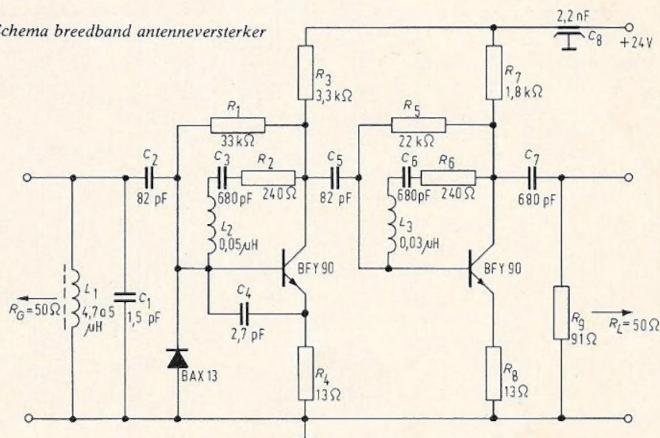 Schema breedband antenneversterker
2,2 nF
C8
+24V
R3
3,3 kΩ
R7
1,8 kΩ
R1
33 kΩ
R5
22 kΩ
C2
82 pF
C3
680 pF
R2
240 Ω
C5
82 pF
C6
680 pF
R6
240 Ω
C7
680 pF
L2
0,05 µH
L3
0,03 µH
BFY 90
BFY 90
L1
4,7 à 5
µH
C1
1,5 pF
RG = 50 Ω
C4
2,7 pF
R9
91 Ω
RL = 50 Ω
BAX 13
R4
13 Ω
R8
13 Ω